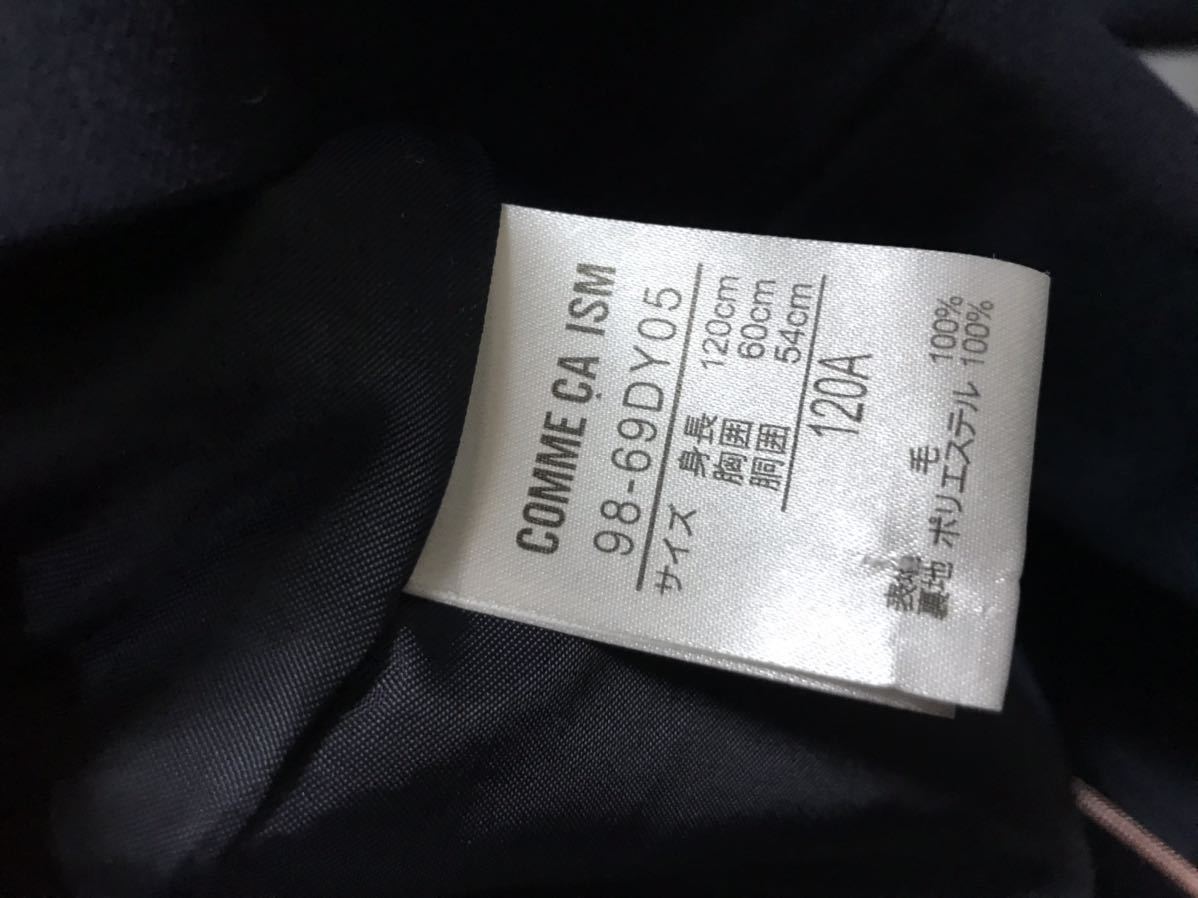 COMME ÇA ISM
98-69DY05
サイズ
身長 120cm
胸囲 60cm
胴囲 54cm
120A
表地 毛 100%
裏地 ポリエステル 100%